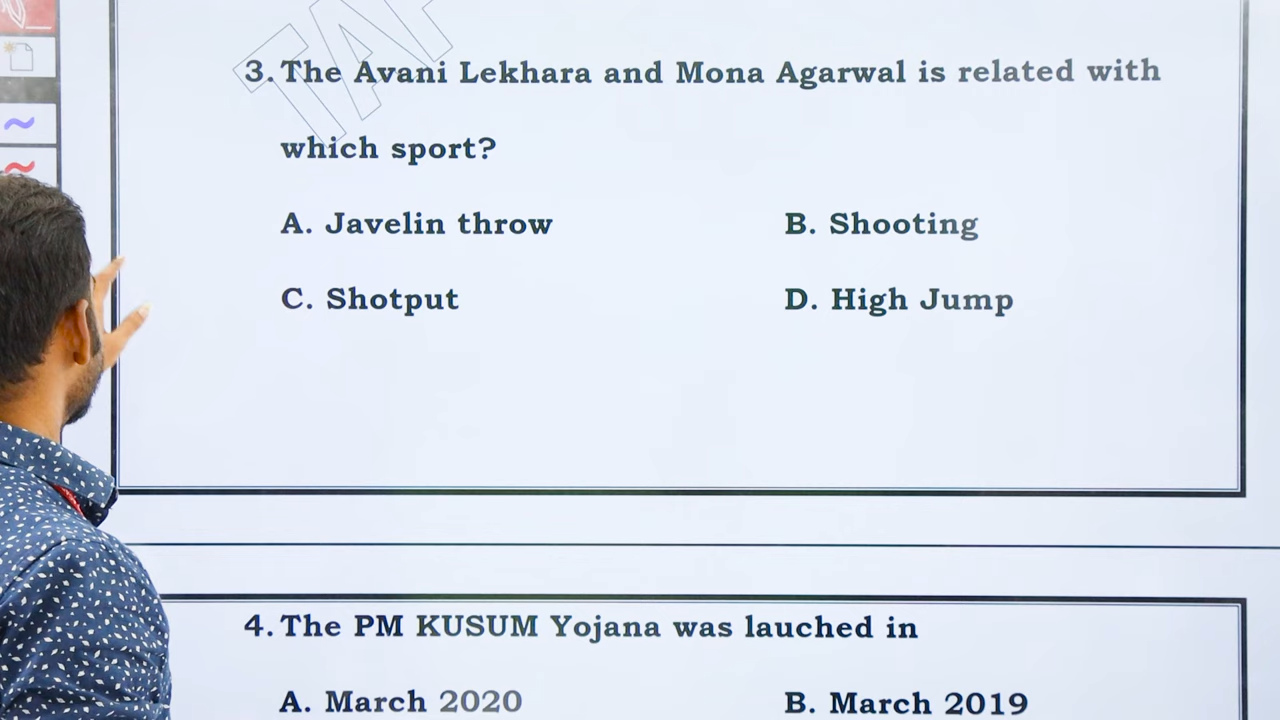 TAR
3. The Avani Lekhara and Mona Agarwal is related with
which sport?
A. Javelin throw B. Shooting
C. Shotput D. High Jump
4. The PM KUSUM Yojana was lauched in
A. March 2020 B. March 2019